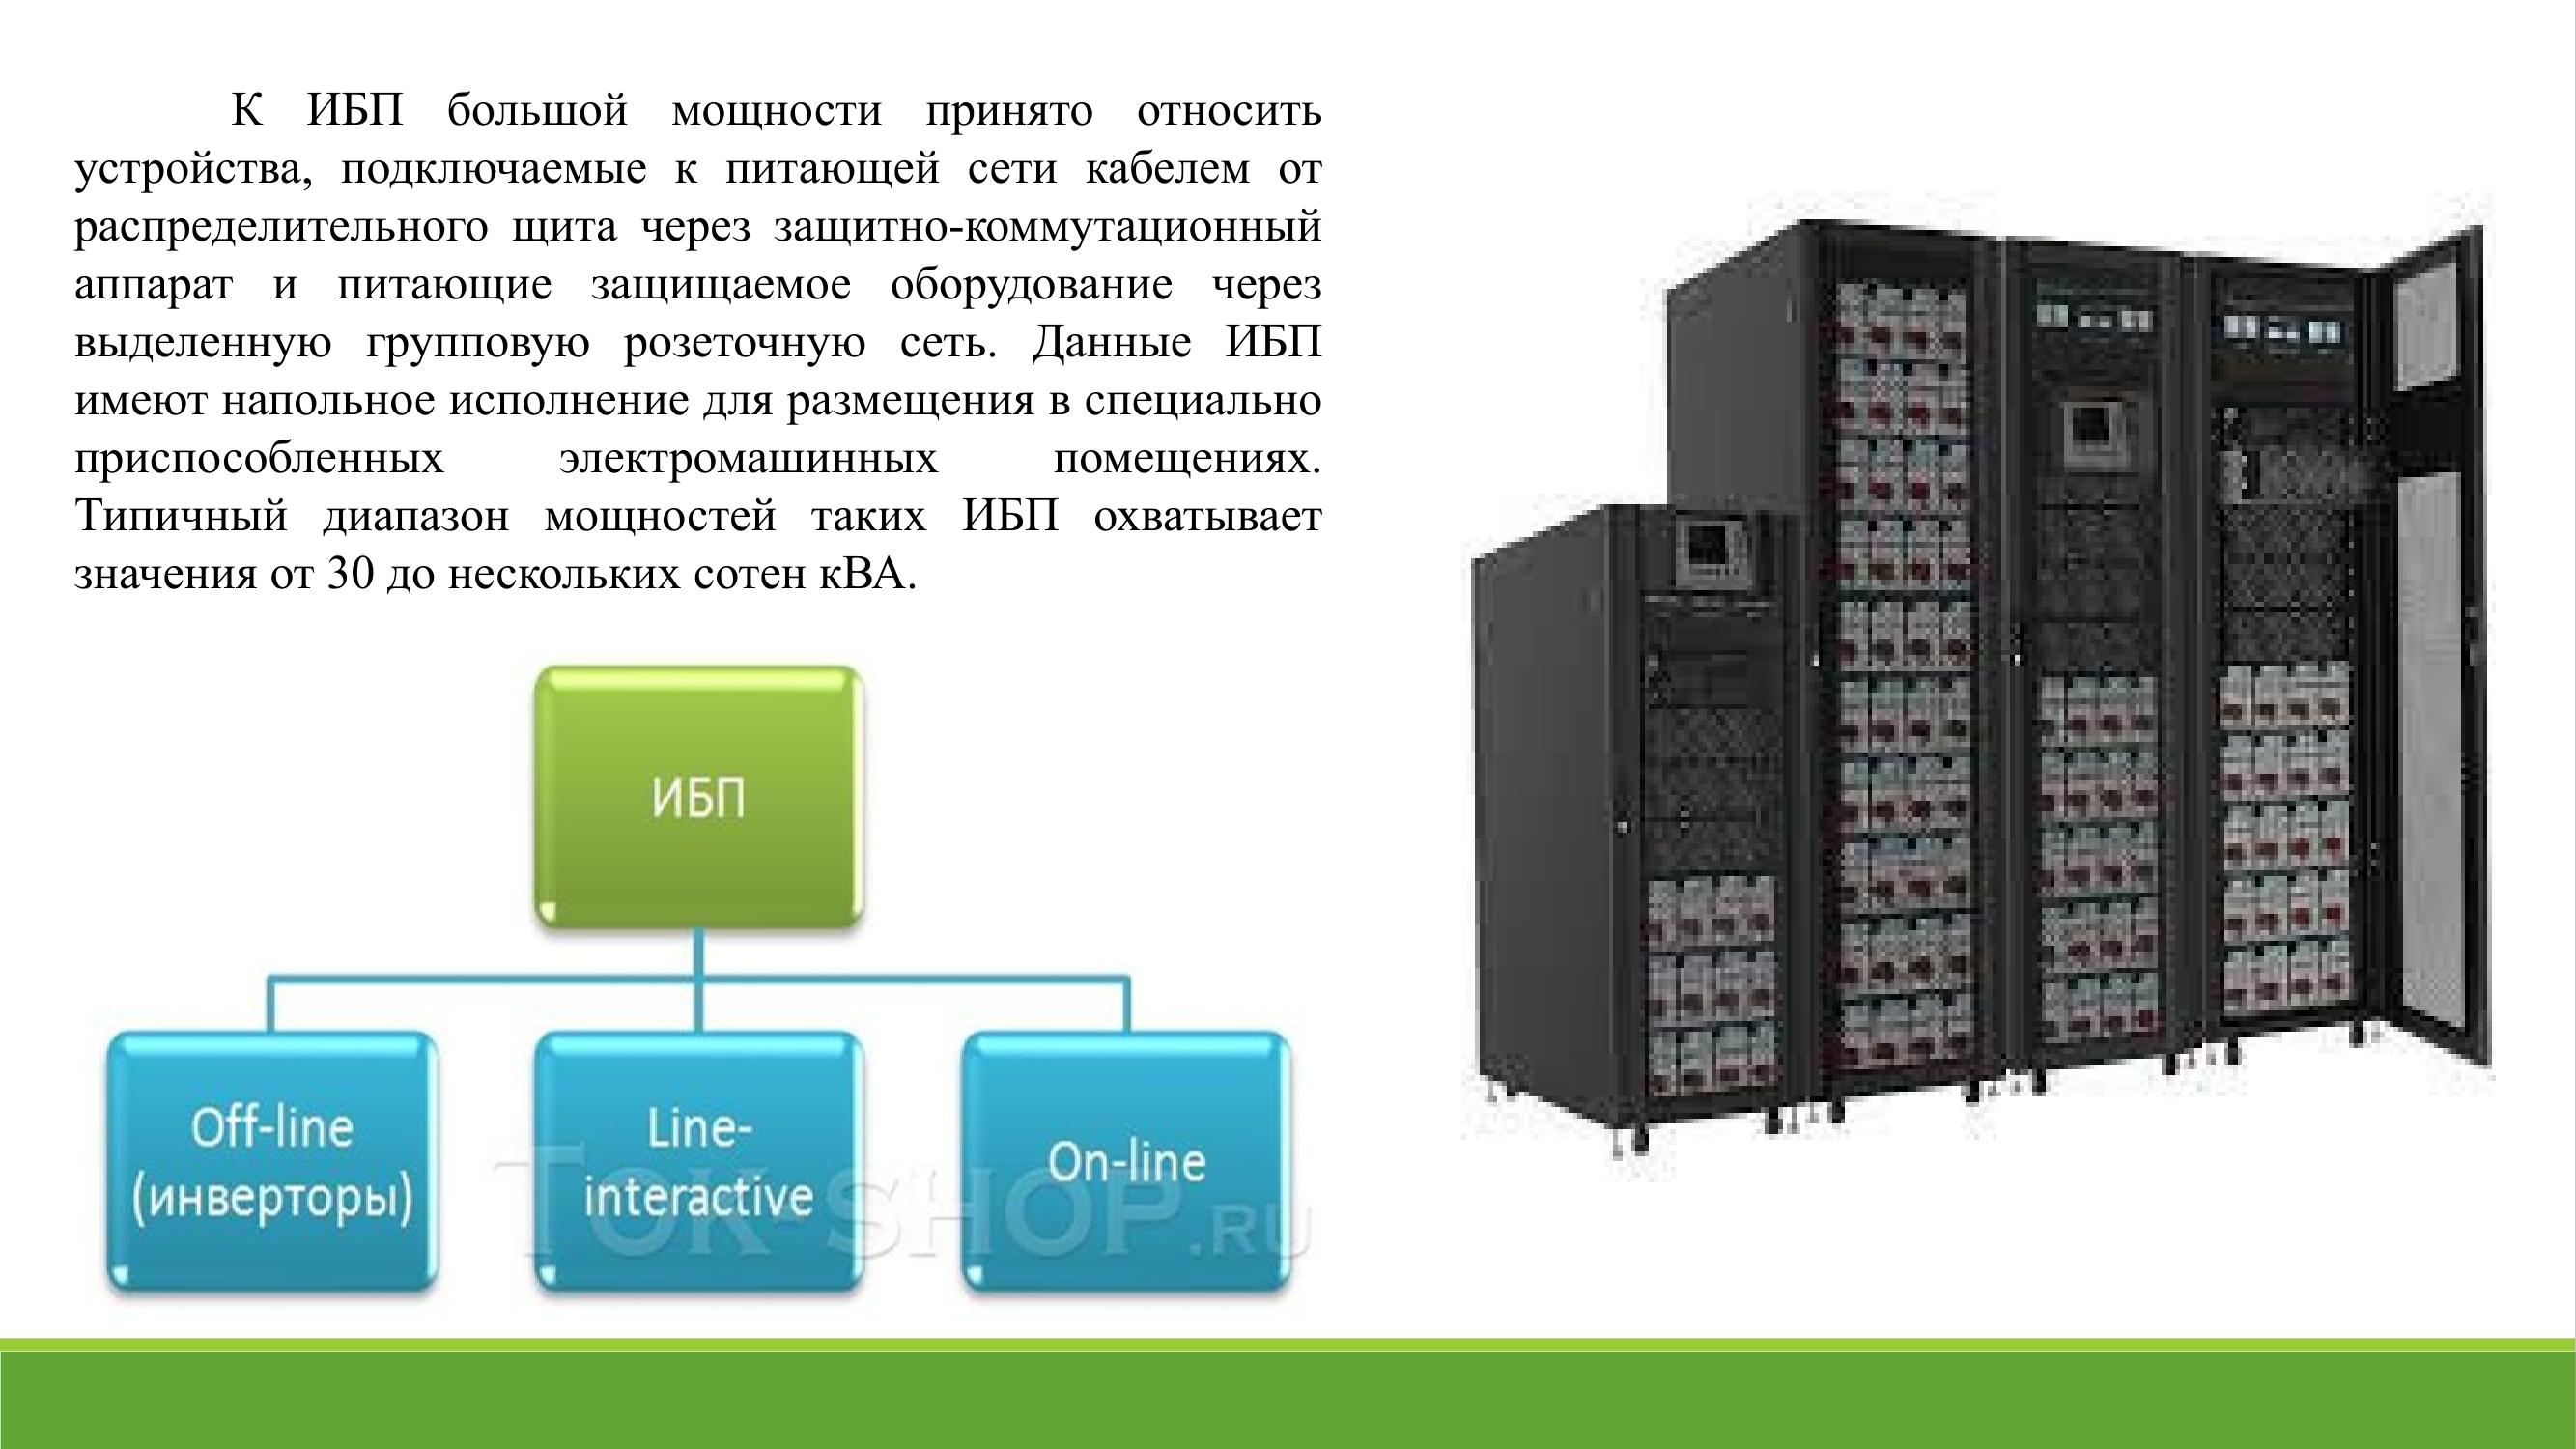 К ИБП большой мощности принято относить
устройства, подключаемые к питающей сети кабелем от
распределительного щита через защитно-коммутационный
аппарат и питающие защищаемое оборудование через
выделенную групповую розеточную сеть. Данные ИБП
имеют напольное исполнение для размещения в специально
приспособленных электромашинных помещениях.
Типичный диапазон мощностей таких ИБП охватывает
значения от 30 до нескольких сотен кВА.
ИБП
Off-line
(инверторы)
Line-
interactive
On-line
TOK-SHOP.RU